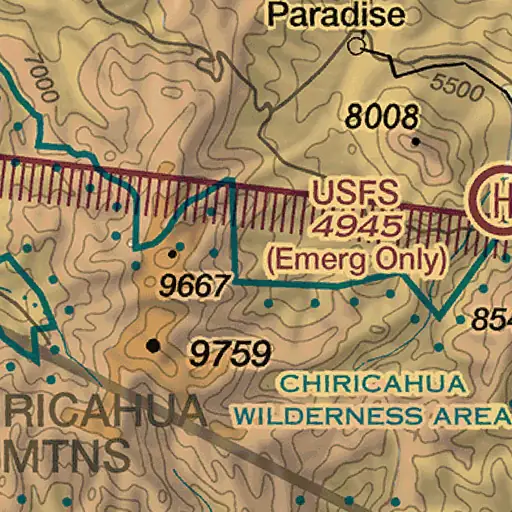 Paradise
7000
5500
8008
USFS
4945
(Emerg Only)
H
9667
854
9759
CHIRICAHUA
WILDERNESS AREA
RICAHUA
MTNS